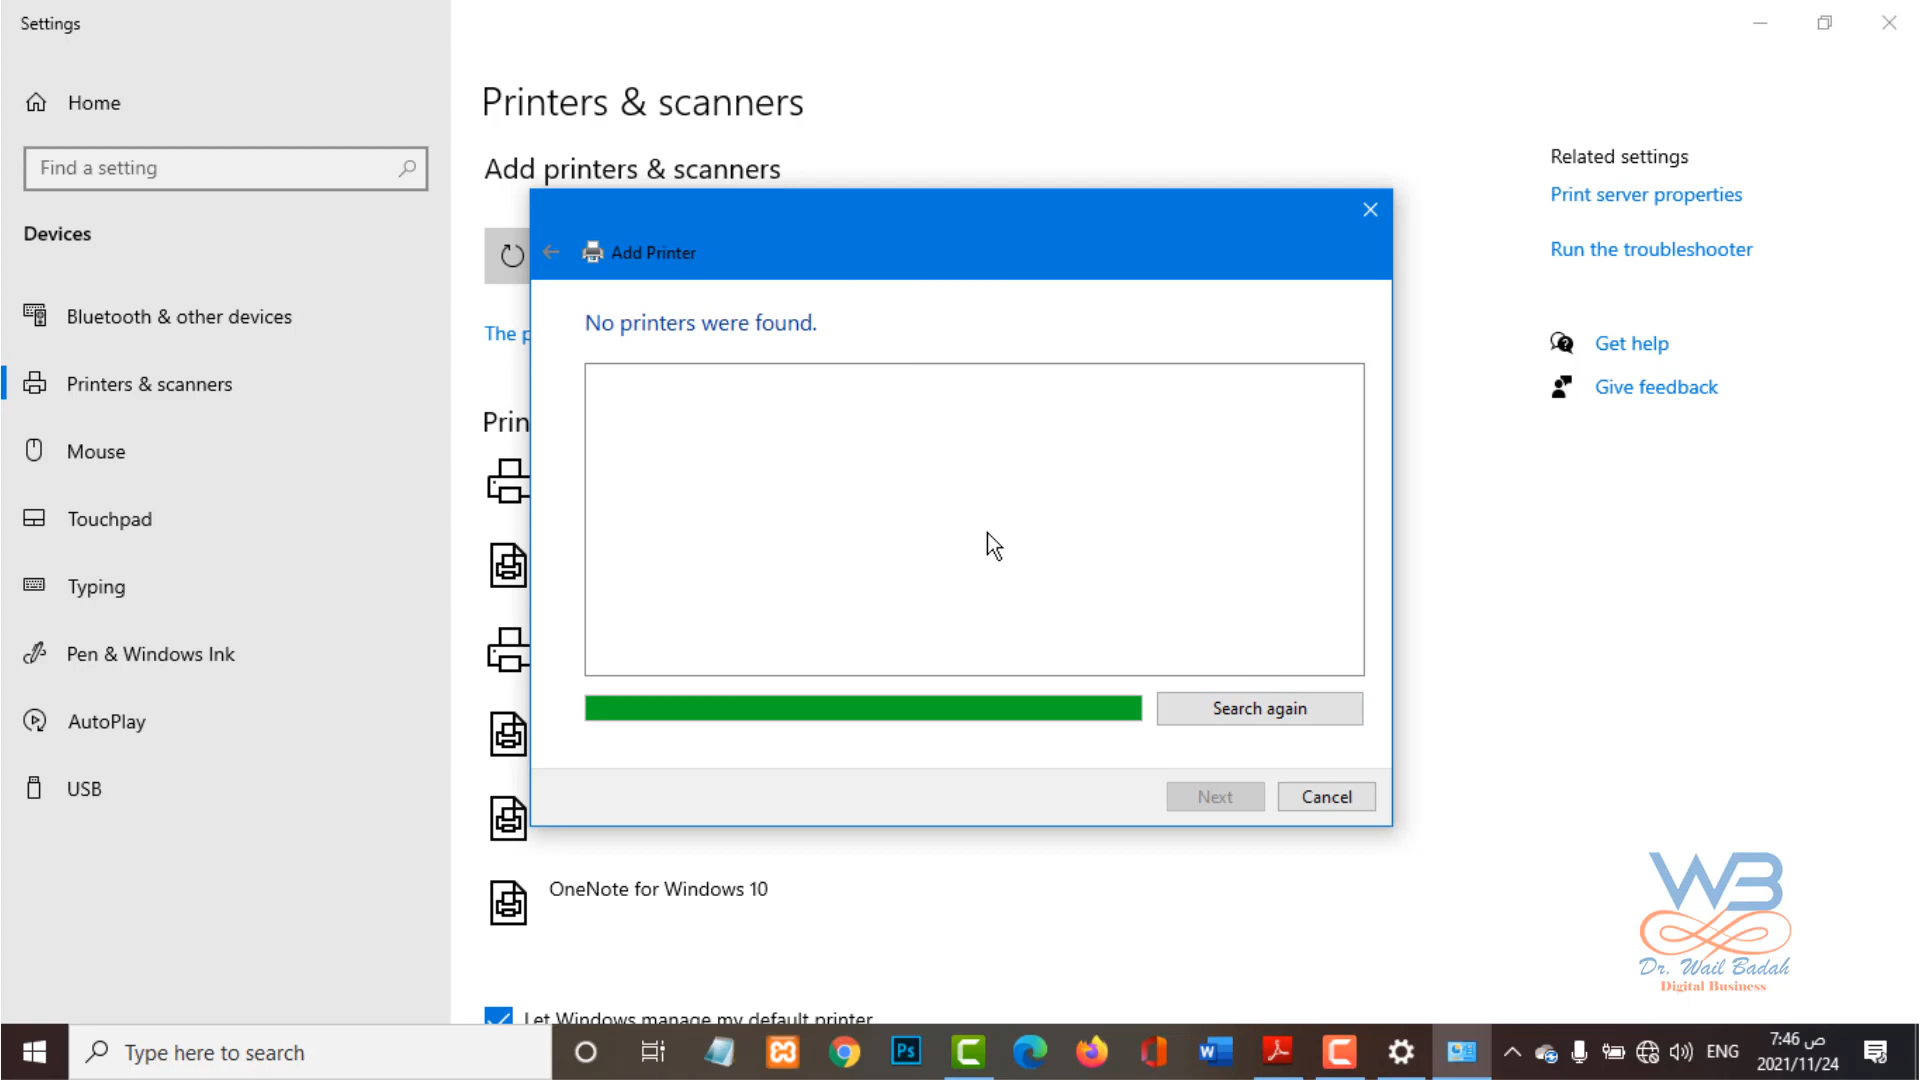 Settings
Home
Find a setting
Devices
Bluetooth & other devices
Printers & scanners
Mouse
Touchpad
Typing
Pen & Windows Ink
AutoPlay
USB
Printers & scanners
Add printers & scanners
The p
Prin
Add Printer
No printers were found.
Search again
Next
Cancel
OneNote for Windows 10
Let Windows manage my default printer
Related settings
Print server properties
Run the troubleshooter
Get help
Give feedback
WB
Dr. Wail Badah
Digital Business
Type here to search
Ps
ENG
7:46 ص
2021/11/24